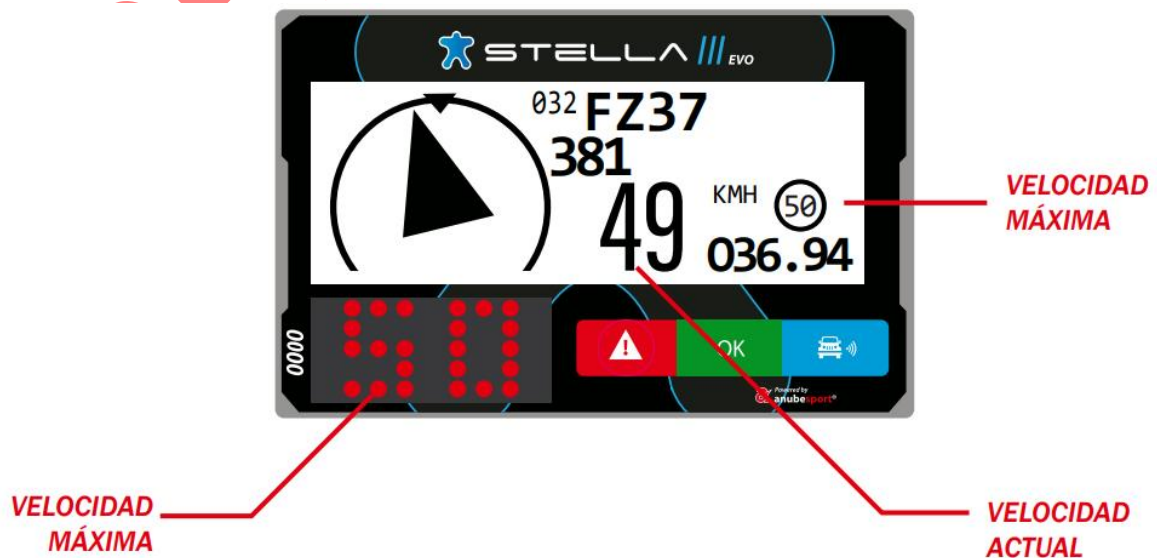 STELLA III EVO
032 FZ37
381
49 KMH 50
036.94
VELOCIDAD
MÁXIMA
50
0000
OK
Powered by
anubesport®
VELOCIDAD
MÁXIMA
VELOCIDAD
ACTUAL